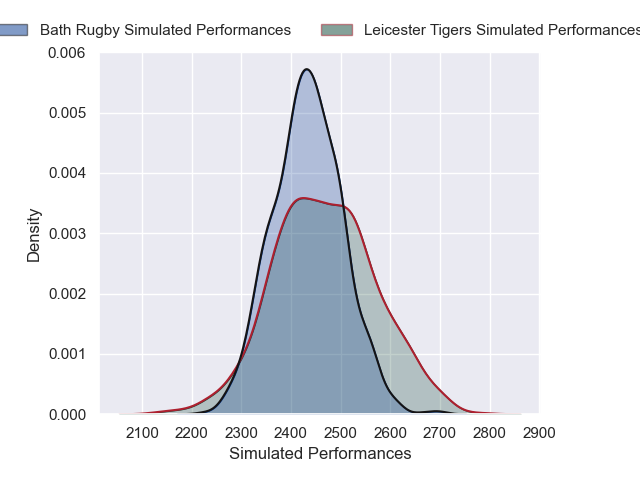 Bath Rugby Simulated Performances
Leicester Tigers Simulated Performances
0.006
0.005
0.004
0.003
0.002
0.001
0.000
Density
2100 2200 2300 2400 2500 2600 2700 2800 2900
Simulated Performances